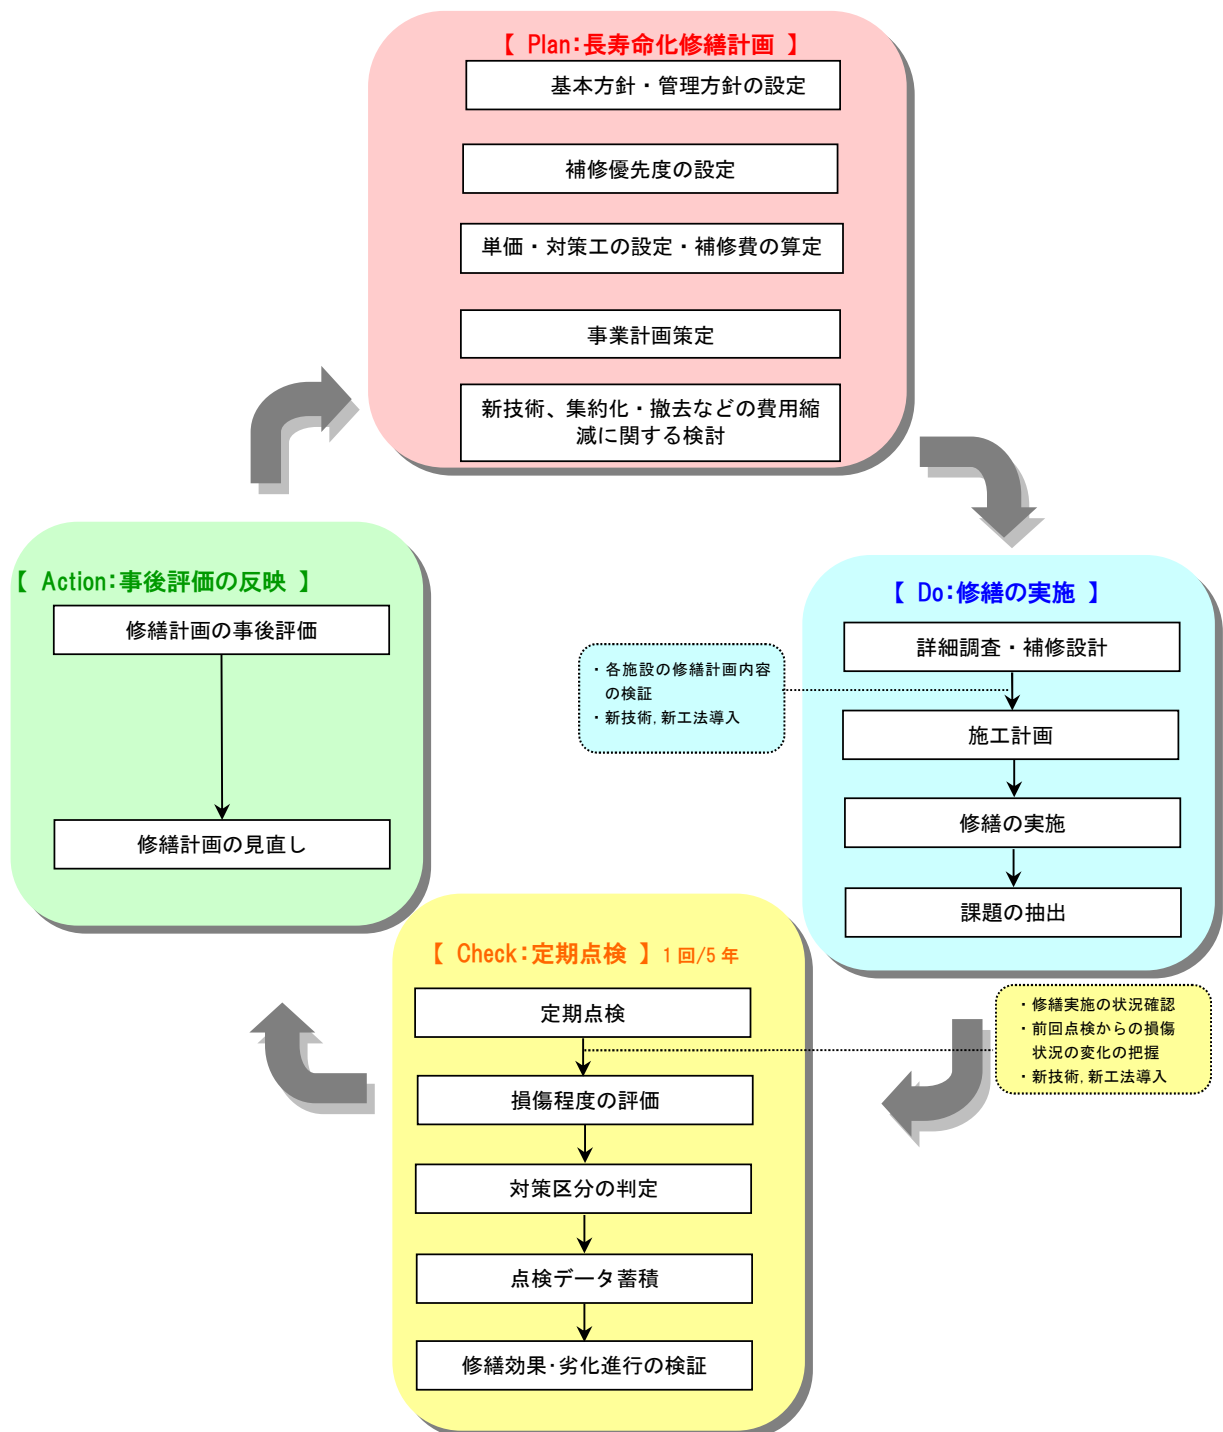 【 Plan:長寿命化修繕計画 】
基本方針・管理方針の設定
補修優先度の設定
単価・対策工の設定・補修費の算定
事業計画策定
新技術、集約化・撤去などの費用縮
減に関する検討
【 Do:修繕の実施 】
詳細調査・補修設計
・各施設の修繕計画内容
の検証
・新技術,新工法導入
施工計画
修繕の実施
課題の抽出
【 Check:定期点検 】1回/5年
定期点検
・修繕実施の状況確認
・前回点検からの損傷
状況の変化の把握
・新技術,新工法導入
損傷程度の評価
対策区分の判定
点検データ蓄積
修繕効果･劣化進行の検証
【 Action:事後評価の反映 】
修繕計画の事後評価
修繕計画の見直し